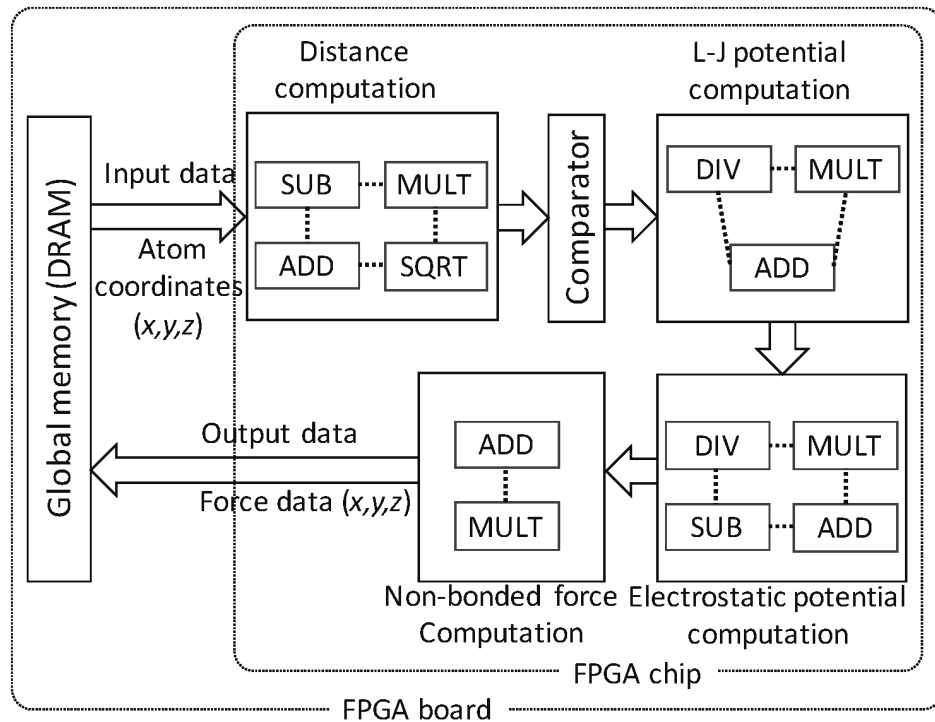 Distance
computation
L-J potential
computation
Global memory (DRAM)
Input data
Atom
coordinates
(x,y,z)
SUB
MULT
ADD
SQRT
Comparator
DIV
MULT
ADD
Output data
Force data (x,y,z)
ADD
MULT
DIV
MULT
SUB
ADD
Non-bonded force
Computation
Electrostatic potential
computation
FPGA chip
FPGA board